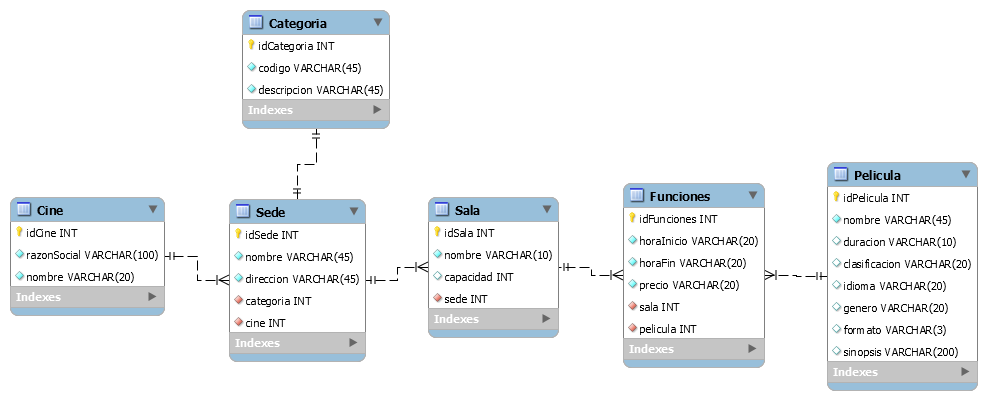 Categoria
idCategoria INT
codigo VARCHAR(45)
descripcion VARCHAR(45)
Indexes
Cine
idCine INT
razonSocial VARCHAR(100)
nombre VARCHAR(20)
Indexes
Sede
idSede INT
nombre VARCHAR(45)
direccion VARCHAR(45)
categoria INT
cine INT
Indexes
Sala
idSala INT
nombre VARCHAR(10)
capacidad INT
sede INT
Indexes
Funciones
idFunciones INT
horaInicio VARCHAR(20)
horaFin VARCHAR(20)
precio VARCHAR(20)
sala INT
pelicula INT
Indexes
Pelicula
idPelicula INT
nombre VARCHAR(45)
duracion VARCHAR(10)
clasificacion VARCHAR(20)
idioma VARCHAR(20)
genero VARCHAR(20)
formato VARCHAR(3)
sinopsis VARCHAR(200)
Indexes